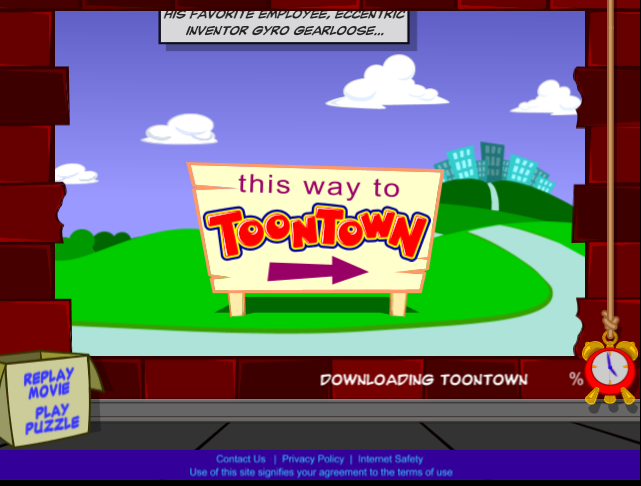 HIS FAVORITE EMPLOYEE, ECCENTRIC
INVENTOR GYRO GEARLOOSE...
this way to
TOONTOWN
DOWNLOADING TOONTOWN %
REPLAY
MOVIE
PLAY
PUZZLE
Contact Us | Privacy Policy | Internet Safety
Use of this site signifies your agreement to the terms of use